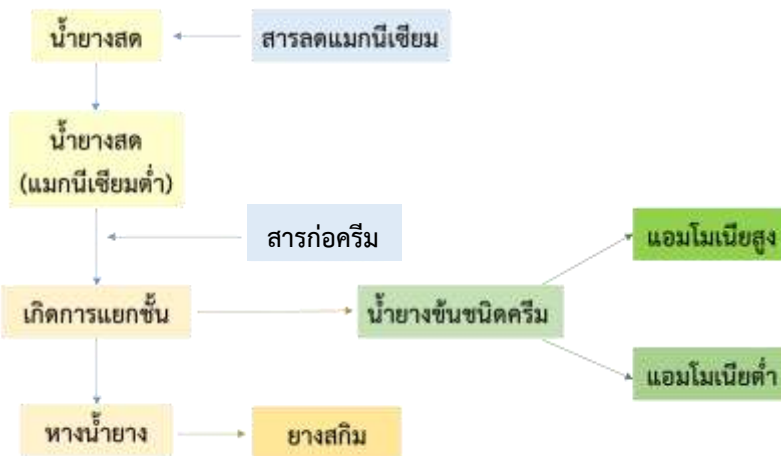 น้ำยางสด
สารลดแมกนีเซียม
น้ำยางสด
(แมกนีเซียมต่ำ)
สารก่อครีม
แอมโมเนียสูง
เกิดการแยกชั้น
น้ำยางข้นชนิดครีม
แอมโมเนียต่ำ
หางน้ำยาง
ยางสกิม